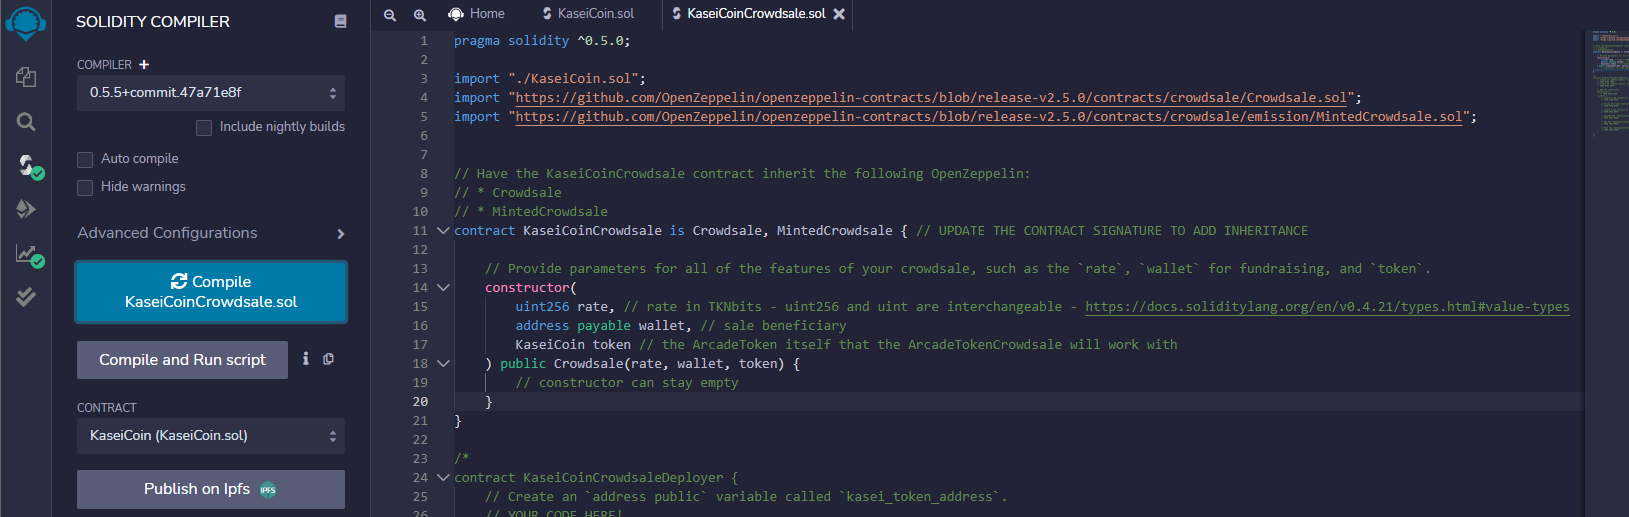 SOLIDITY COMPILER
COMPILER +
0.5.5+commit.47a71e8f
Include nightly builds
Auto compile
Hide warnings
Advanced Configurations
Compile
KaseiCoinCrowdsale.sol
Compile and Run script
CONTRACT
KaseiCoin (KaseiCoin.sol)
Publish on Ipfs
IPFS
Home KaseiCoin.sol KaseiCoinCrowdsale.sol
1 pragma solidity ^0.5.0;
2
3 import "./KaseiCoin.sol";
4 import "https://github.com/OpenZeppelin/openzeppelin-contracts/blob/release-v2.5.0/contracts/crowdsale/Crowdsale.sol";
5 import "https://github.com/OpenZeppelin/openzeppelin-contracts/blob/release-v2.5.0/contracts/crowdsale/emission/MintedCrowdsale.sol";
6
7
8 // Have the KaseiCoinCrowdsale contract inherit the following OpenZeppelin:
9 // * Crowdsale
10 // * MintedCrowdsale
11 contract KaseiCoinCrowdsale is Crowdsale, MintedCrowdsale { // UPDATE THE CONTRACT SIGNATURE TO ADD INHERITANCE
12
13 // Provide parameters for all of the features of your crowdsale, such as the `rate`, `wallet` for fundraising, and `token`.
14 constructor(
15 uint256 rate, // rate in TKNbits - uint256 and uint are interchangeable - https://docs.soliditylang.org/en/v0.4.21/types.html#value-types
16 address payable wallet, // sale beneficiary
17 KaseiCoin token // the ArcadeToken itself that the ArcadeTokenCrowdsale will work with
18 ) public Crowdsale(rate, wallet, token) {
19 // constructor can stay empty
20 }
21 }
22
23 /*
24 contract KaseiCoinCrowdsaleDeployer {
25 // Create an `address public` variable called `kasei_token_address`.
26 // YOUR CODE HERE!